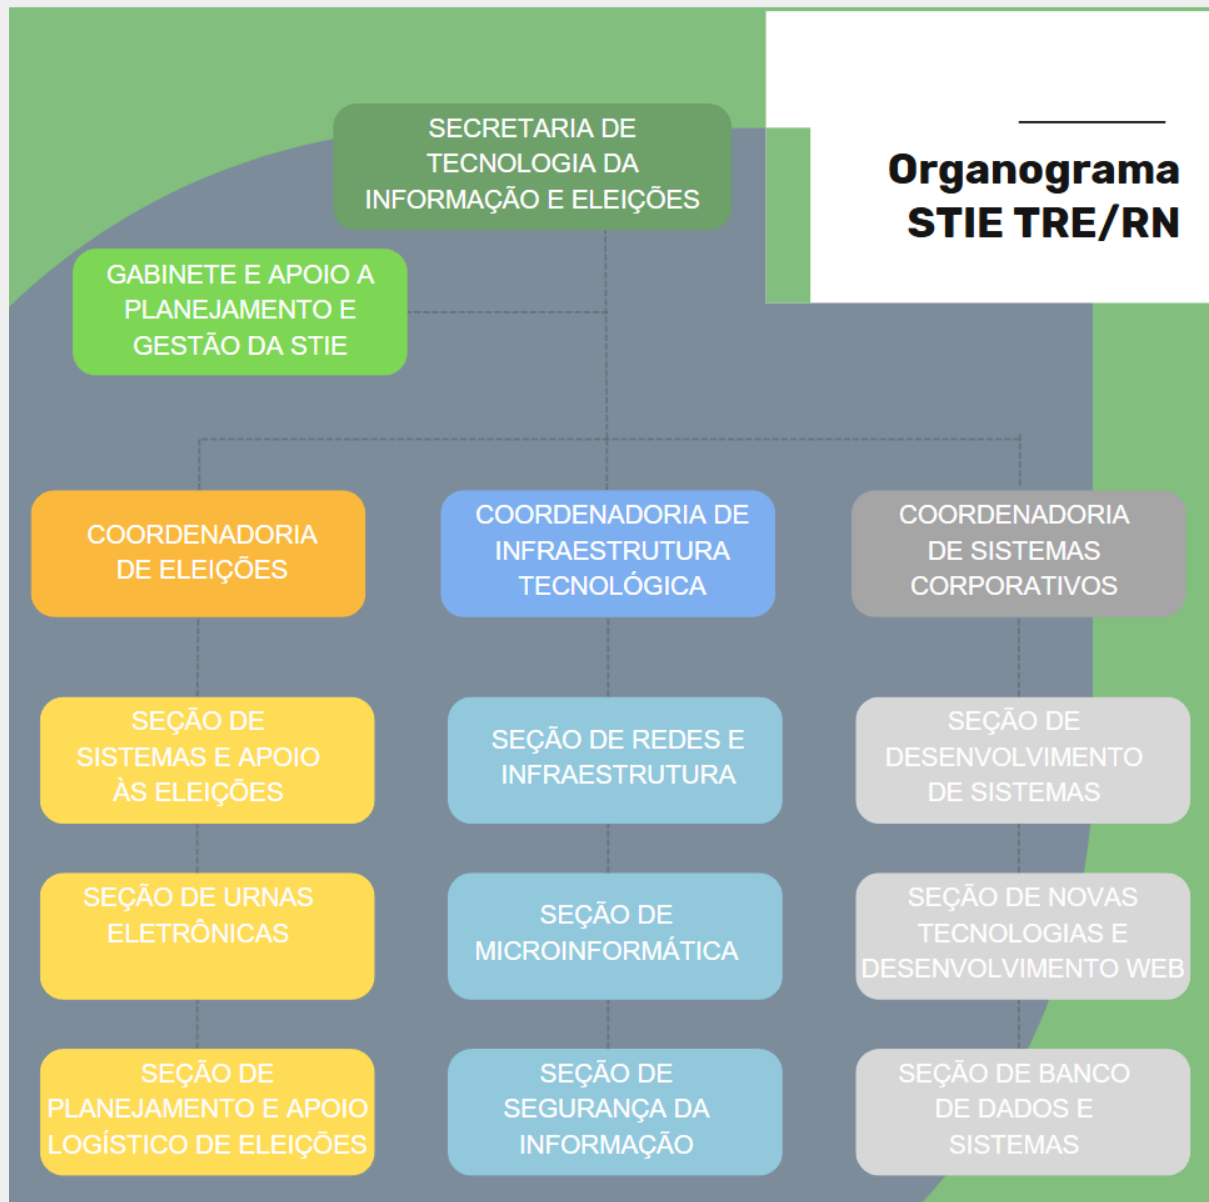 Organograma
STIE TRE/RN
SECRETARIA DE
TECNOLOGIA DA
INFORMAÇÃO E ELEIÇÕES
GABINETE E APOIO A
PLANEJAMENTO E
GESTÃO DA STIE
COORDENADORIA
DE ELEIÇÕES
SEÇÃO DE
SISTEMAS E APOIO
ÀS ELEIÇÕES
SEÇÃO DE URNAS
ELETRÔNICAS
SEÇÃO DE
PLANEJAMENTO E APOIO
LOGÍSTICO DE ELEIÇÕES
COORDENADORIA DE
INFRAESTRUTURA
TECNOLÓGICA
SEÇÃO DE REDES E
INFRAESTRUTURA
SEÇÃO DE
MICROINFORMÁTICA
SEÇÃO DE
SEGURANÇA DA
INFORMAÇÃO
COORDENADORIA
DE SISTEMAS
CORPORATIVOS
SEÇÃO DE
DESENVOLVIMENTO
DE SISTEMAS
SEÇÃO DE NOVAS
TECNOLOGIAS E
DESENVOLVIMENTO WEB
SEÇÃO DE BANCO
DE DADOS E
SISTEMAS